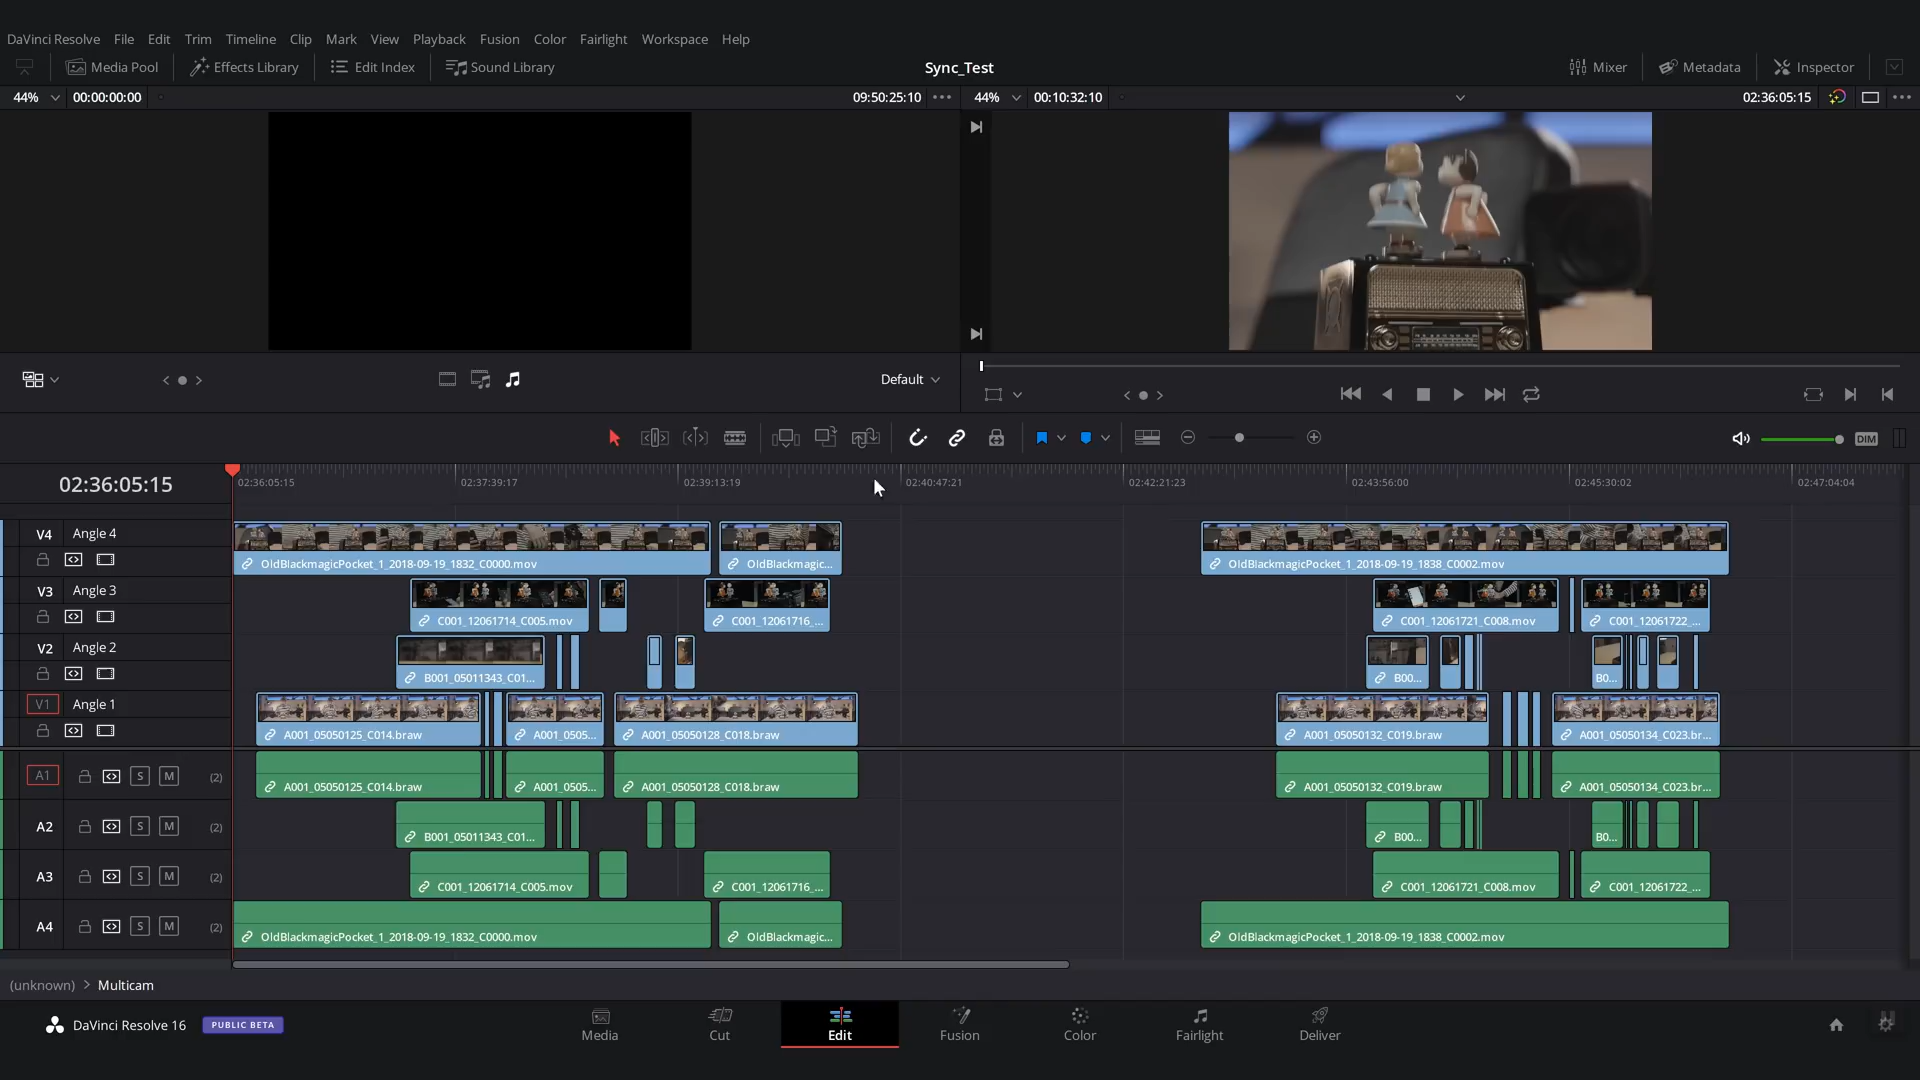 DaVinci Resolve File Edit Trim Timeline Clip Mark View Playback Fusion Color Fairlight Workspace Help
Media Pool Effects Library Edit Index Sound Library Sync_Test Mixer Metadata Inspector
44% 00:00:00:00 09:50:25:10 44% 00:10:32:10 02:36:05:15
Default
DIM
02:36:05:15 02:36:05:15 02:37:39:17 02:39:13:19 02:40:47:21 02:42:21:23 02:43:56:00 02:45:30:02 02:47:04:04
V4 Angle 4
OldBlackmagicPocket_1_2018-09-19_1832_C0000.mov OldBlackmagic... OldBlackmagicPocket_1_2018-09-19_1838_C0002.mov
V3 Angle 3
C001_12061714_C005.mov C001_12061716_... C001_12061721_C008.mov C001_12061722_...
V2 Angle 2
B001_05011343_C01... B00... B0...
V1 Angle 1
A001_05050125_C014.braw A001_0505... A001_05050128_C018.braw A001_05050132_C019.braw A001_05050134_C023.br...
A1 S M (2) A001_05050125_C014.braw A001_0505... A001_05050128_C018.braw A001_05050132_C019.braw A001_05050134_C023.br...
A2 S M (2) B001_05011343_C01... B00... B0...
A3 S M (2) C001_12061714_C005.mov C001_12061716_... C001_12061721_C008.mov C001_12061722_...
A4 S M (2) OldBlackmagicPocket_1_2018-09-19_1832_C0000.mov OldBlackmagic... OldBlackmagicPocket_1_2018-09-19_1838_C0002.mov
(unknown) > Multicam
DaVinci Resolve 16 PUBLIC BETA Media Cut Edit Fusion Color Fairlight Deliver